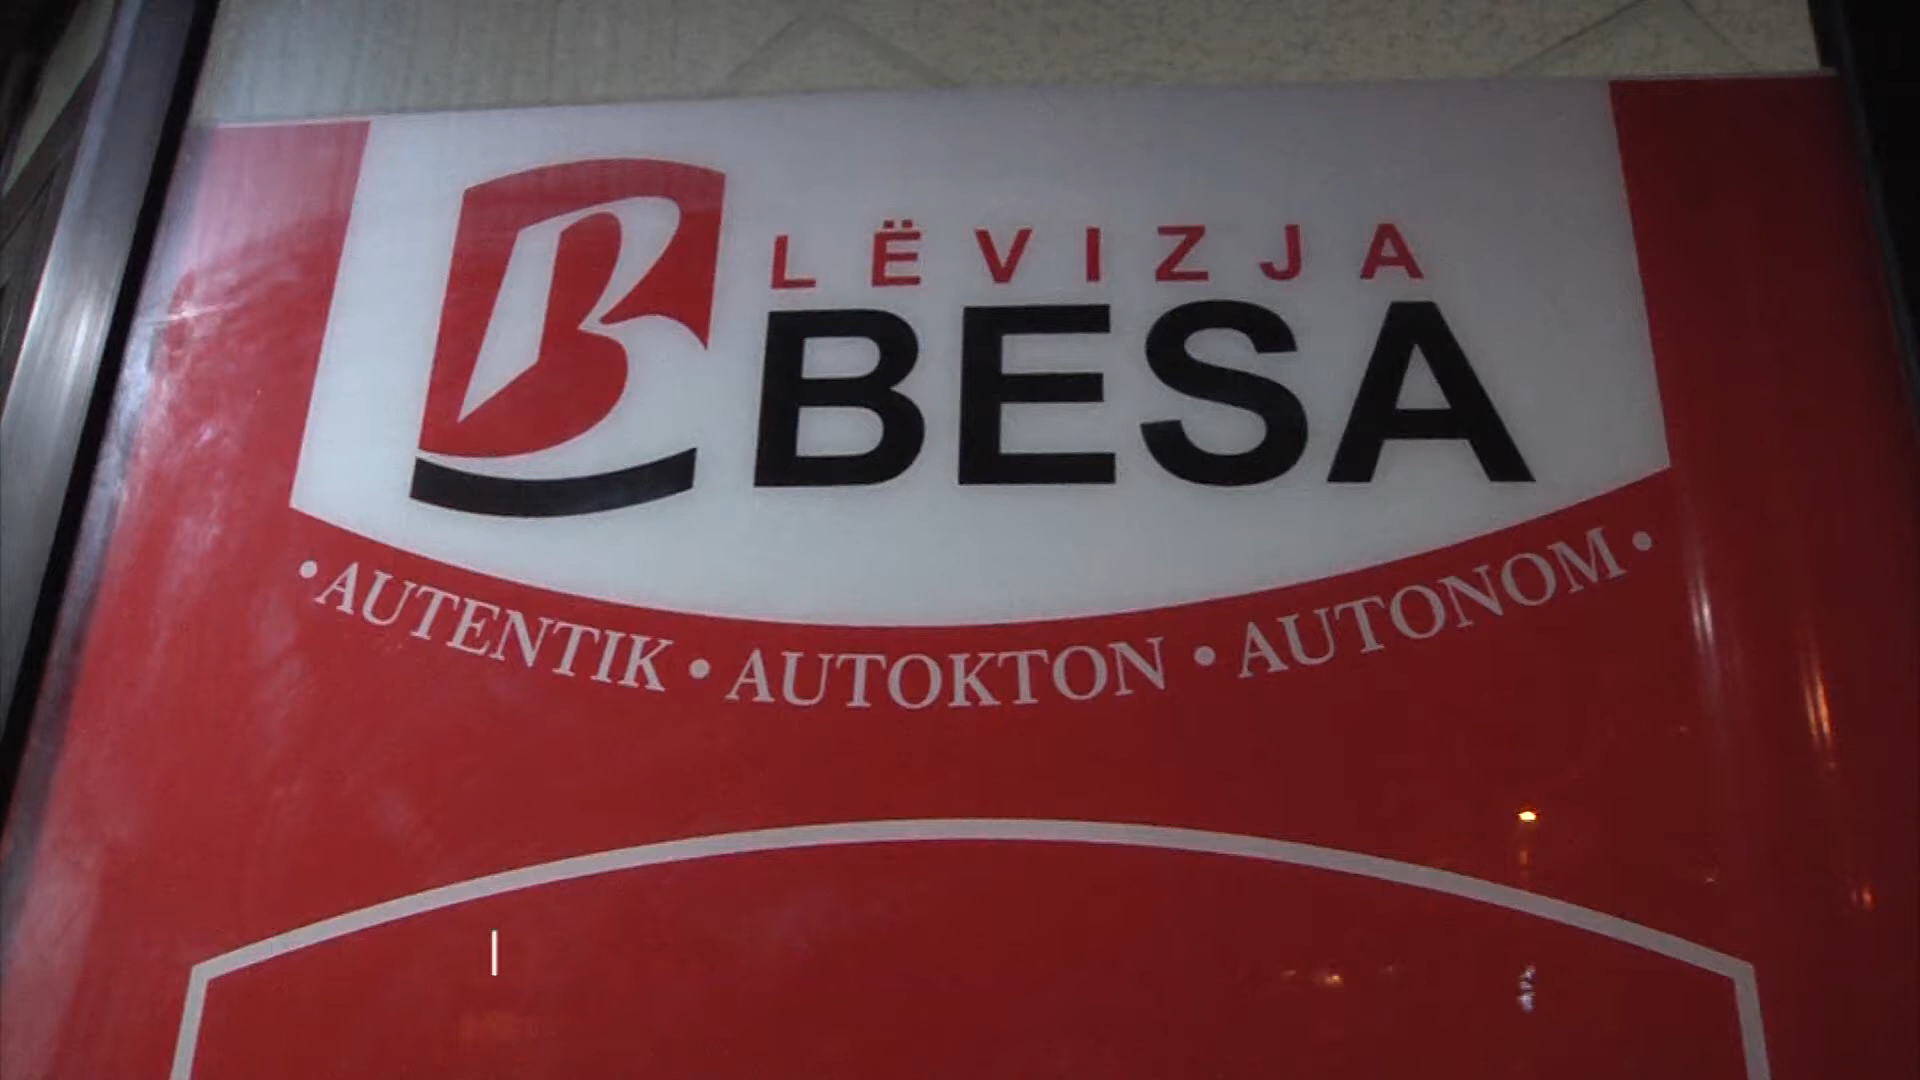 LËVIZJA
BESA
• AUTENTIK • AUTOKTON • AUTONOM •